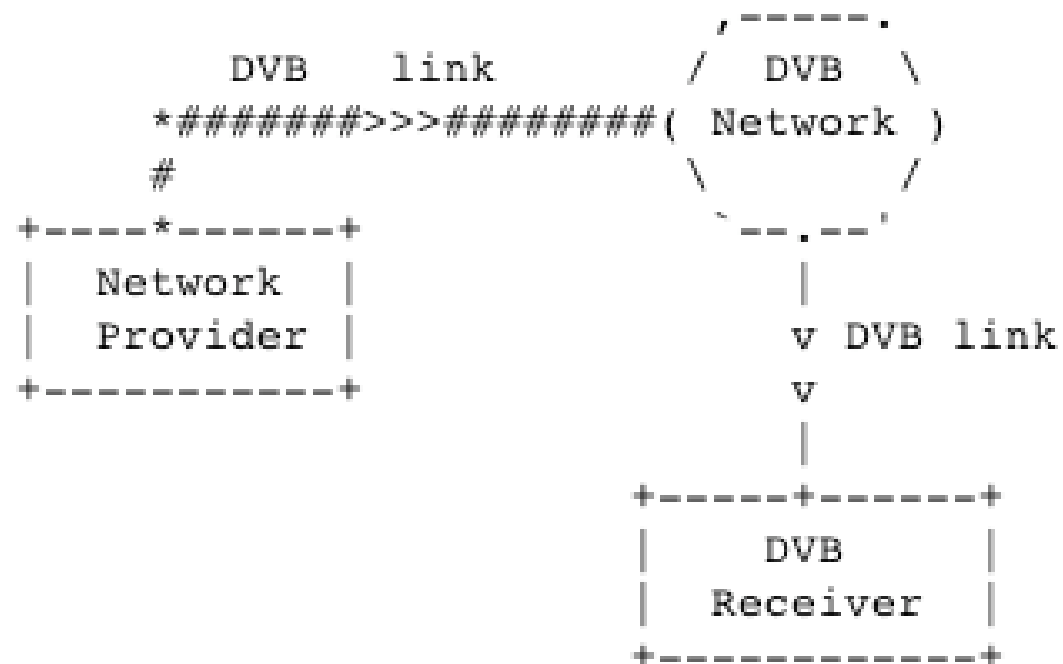 ,-----.
        DVB   link       /  DVB  \
     *#######>>>########( Network )
     #                   \       /
+----*------+             `--.--'
|  Network  |                |
|  Provider |                v DVB link
+-----------+                v
                             |
                       +-----+------+
                       |    DVB     |
                       |  Receiver  |
                       +------------+